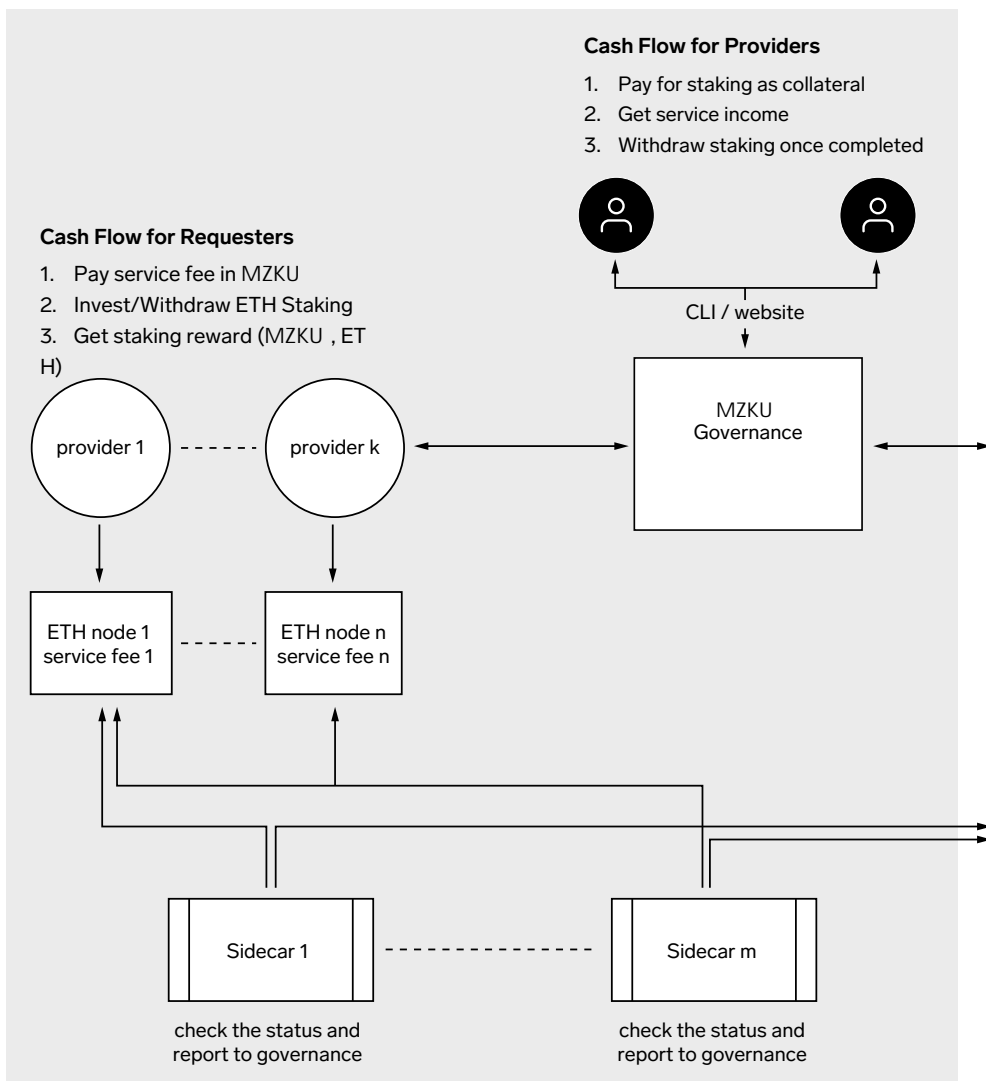 Cash Flow for Providers
1. Pay for staking as collateral
2. Get service income
3. Withdraw staking once completed
Cash Flow for Requesters
1. Pay service fee in MZKU
2. Invest/Withdraw ETH Staking
3. Get staking reward (MZKU , ET
H)
CLI / website
provider 1
provider k
MZKU
Governance
ETH node 1
service fee 1
ETH node n
service fee n
Sidecar 1
Sidecar m
check the status and
report to governance
check the status and
report to governance